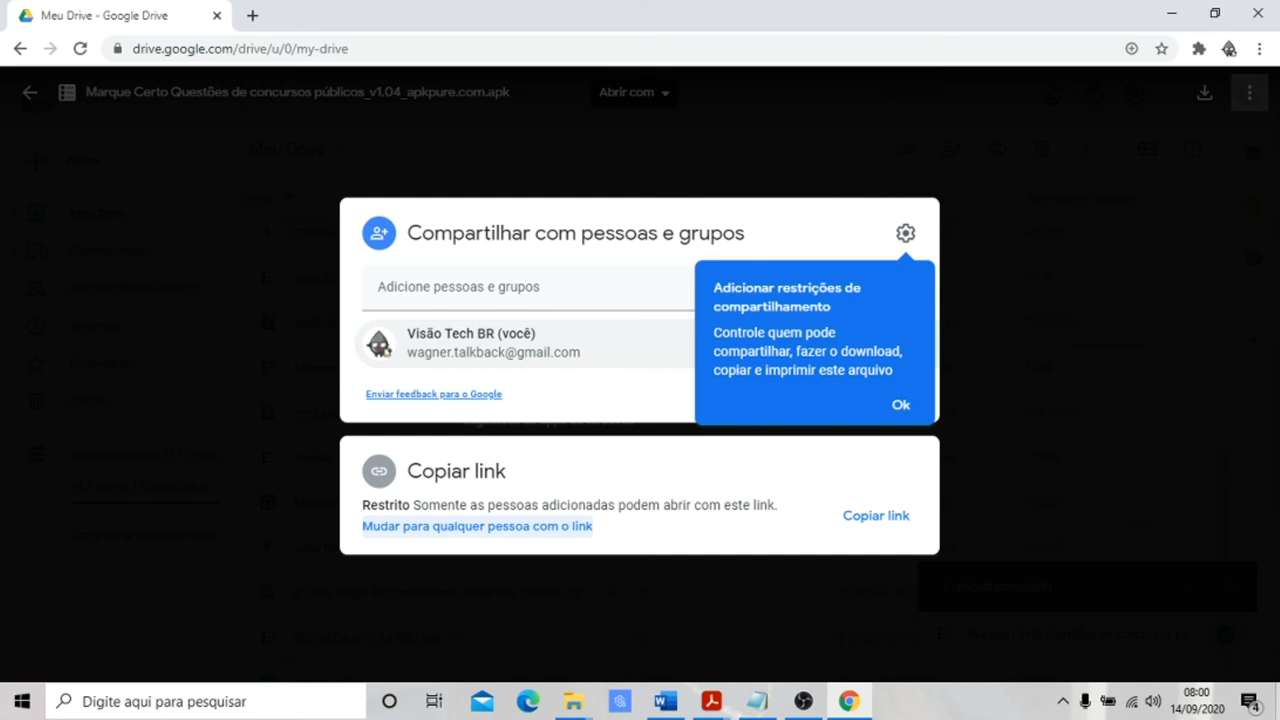 Meu Drive - Google Drive
drive.google.com/drive/u/0/my-drive
Marque Certo Questões de concursos públicos_v1.04_apkpure.com.apk
Abrir com
Meu Drive
Compartilhar com pessoas e grupos
Adicione pessoas e grupos
Adicionar restrições de
compartilhamento
Controle quem pode
compartilhar, fazer o download,
copiar e imprimir este arquivo
Ok
Visão Tech BR (você)
wagner.talkback@gmail.com
Enviar feedback para o Google
Copiar link
Restrito Somente as pessoas adicionadas podem abrir com este link.
Mudar para qualquer pessoa com o link
Copiar link
Digite aqui para pesquisar
08:00
14/09/2020
4